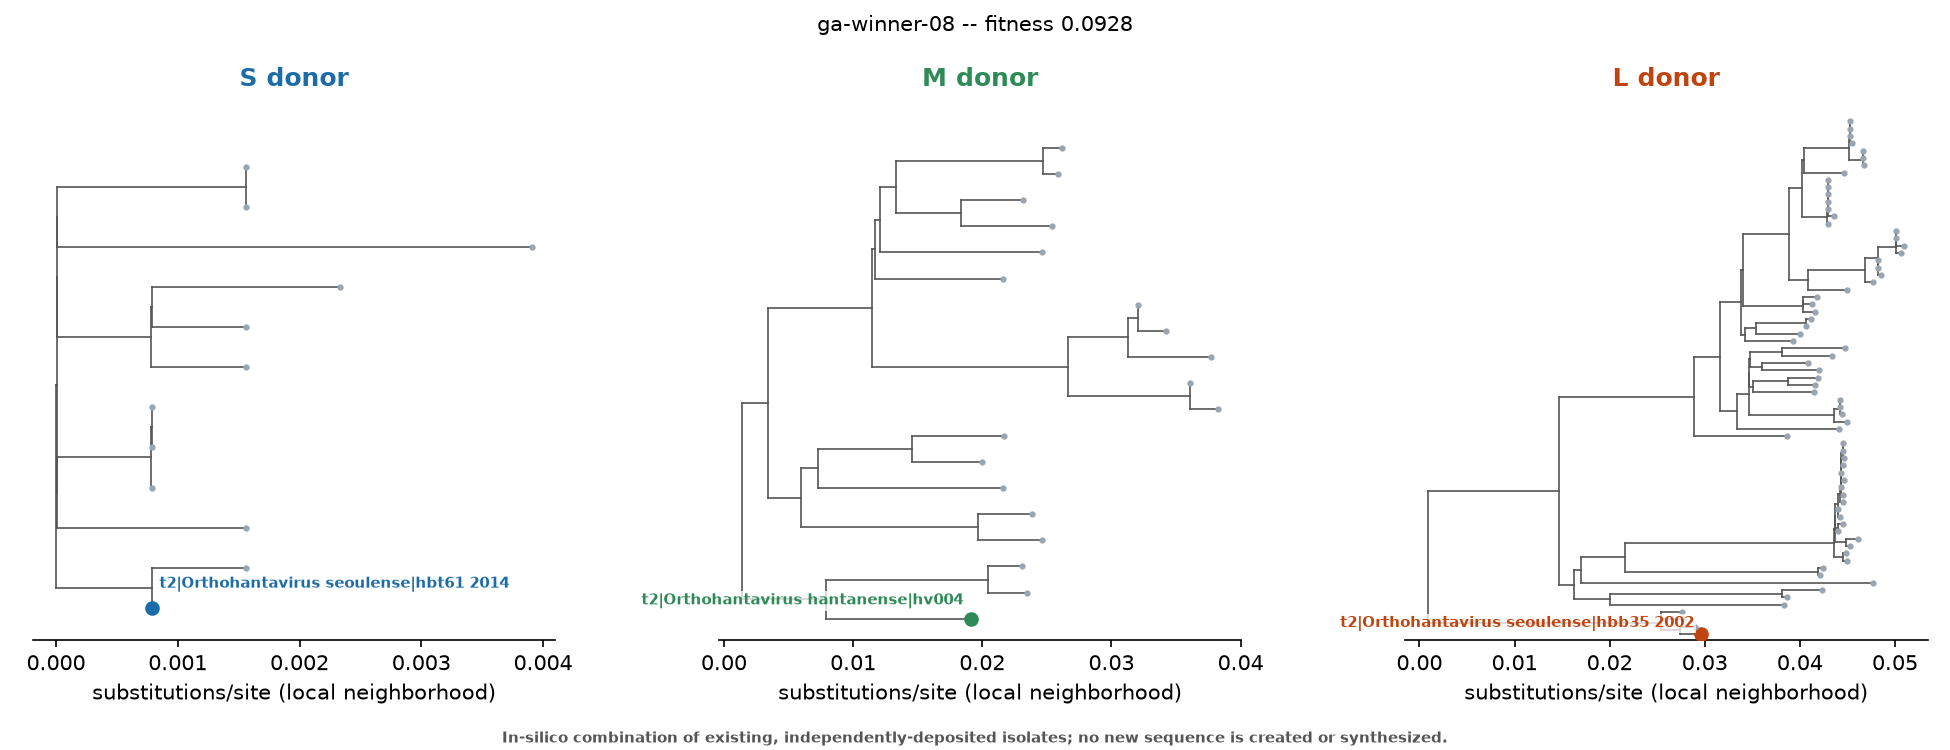 ga-winner-08 -- fitness 0.0928
S donor
M donor
L donor
t2|Orthohantavirus seoulense|hbt61 2014
t2|Orthohantavirus hantanense|hv004
t2|Orthohantavirus seoulense|hbb35 2002
0.000 0.001 0.002 0.003 0.004
0.00 0.01 0.02 0.03 0.04
0.00 0.01 0.02 0.03 0.04 0.05
substitutions/site (local neighborhood)
substitutions/site (local neighborhood)
substitutions/site (local neighborhood)
In-silico combination of existing, independently-deposited isolates; no new sequence is created or synthesized.